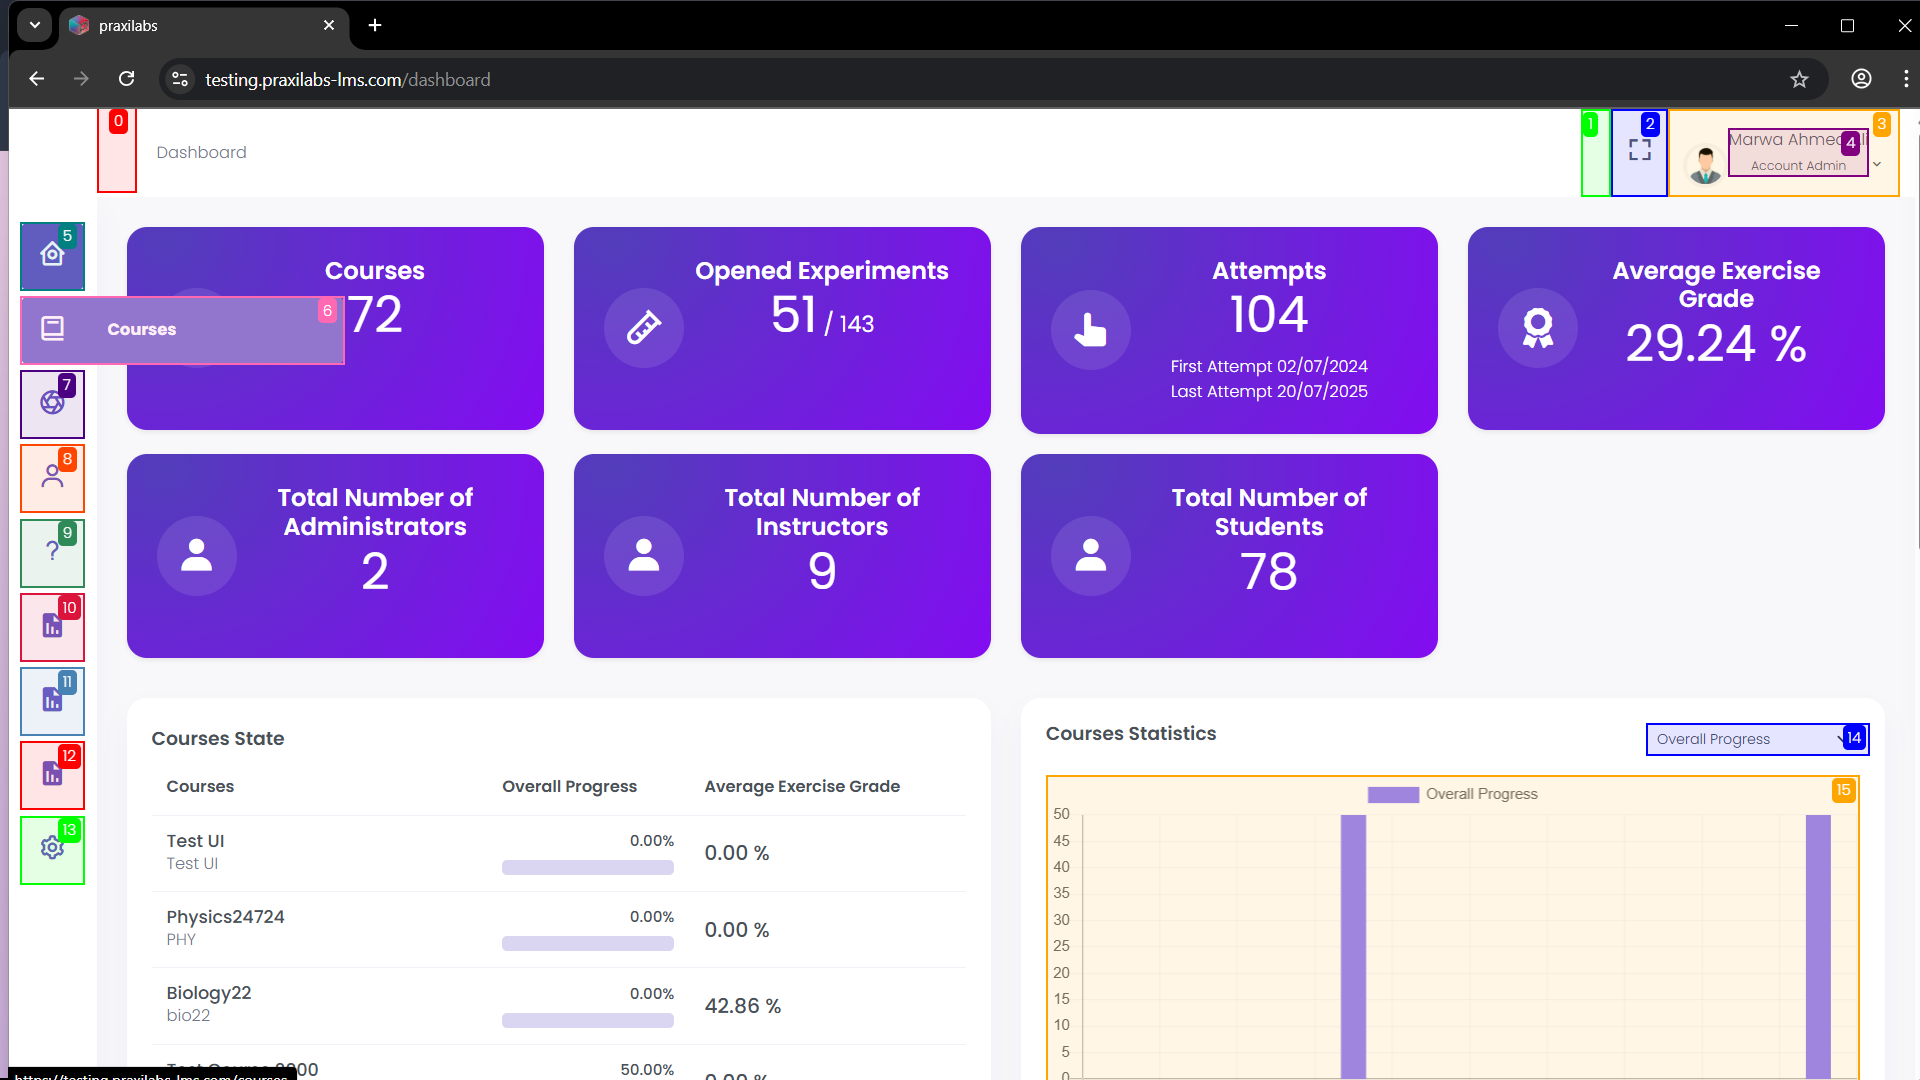 praxilabs
testing.praxilabs-lms.com/dashboard
0
Dashboard
1
2
3
Marwa Ahmed
4
Account Admin
5
6
Courses
7
8
9
?
10
11
12
13
Courses
72
Opened Experiments
51 / 143
Attempts
104
First Attempt 02/07/2024
Last Attempt 20/07/2025
Average Exercise
Grade
29.24 %
Total Number of
Administrators
2
Total Number of
Instructors
9
Total Number of
Students
78
Courses State
Courses Overall Progress Average Exercise Grade
Test UI 0.00% 0.00 %
Test UI
Physics24724 0.00% 0.00 %
PHY
Biology22 0.00% 42.86 %
bio22
Test Course 2000 50.00% 0.00 %
Courses Statistics
Overall Progress 14
15
Overall Progress
50
45
40
35
30
25
20
15
10
5
0
https://testing.praxilabs-lms.com/courses